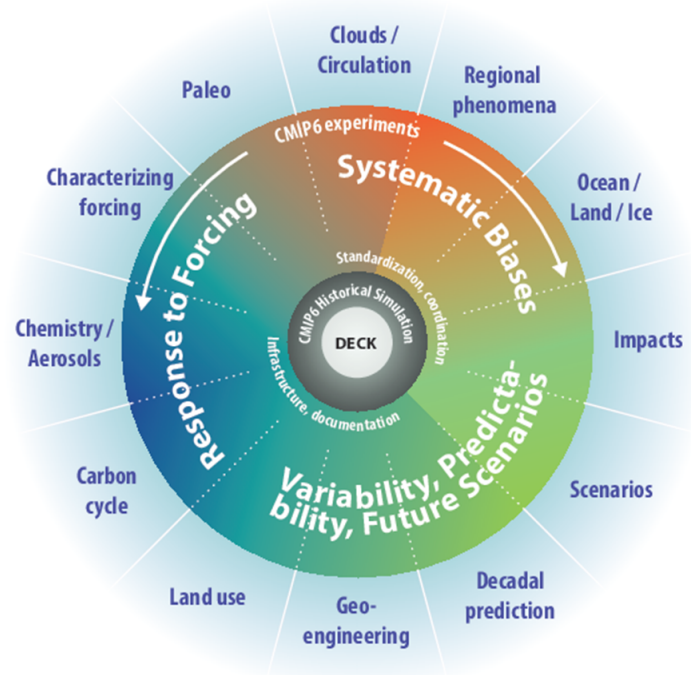 Clouds /
Circulation
Regional
phenomena
Ocean /
Land / Ice
Impacts
Scenarios
Decadal
prediction
Geo-
engineering
Land use
Carbon
cycle
Chemistry /
Aerosols
Characterizing
forcing
Paleo
CMIP6 experiments
Systematic Biases
Variability, Predicta-
bility, Future Scenarios
Response to Forcing
Standardization, coordination
Infrastructure, documentation
CMIP6 Historical Simulation
DECK